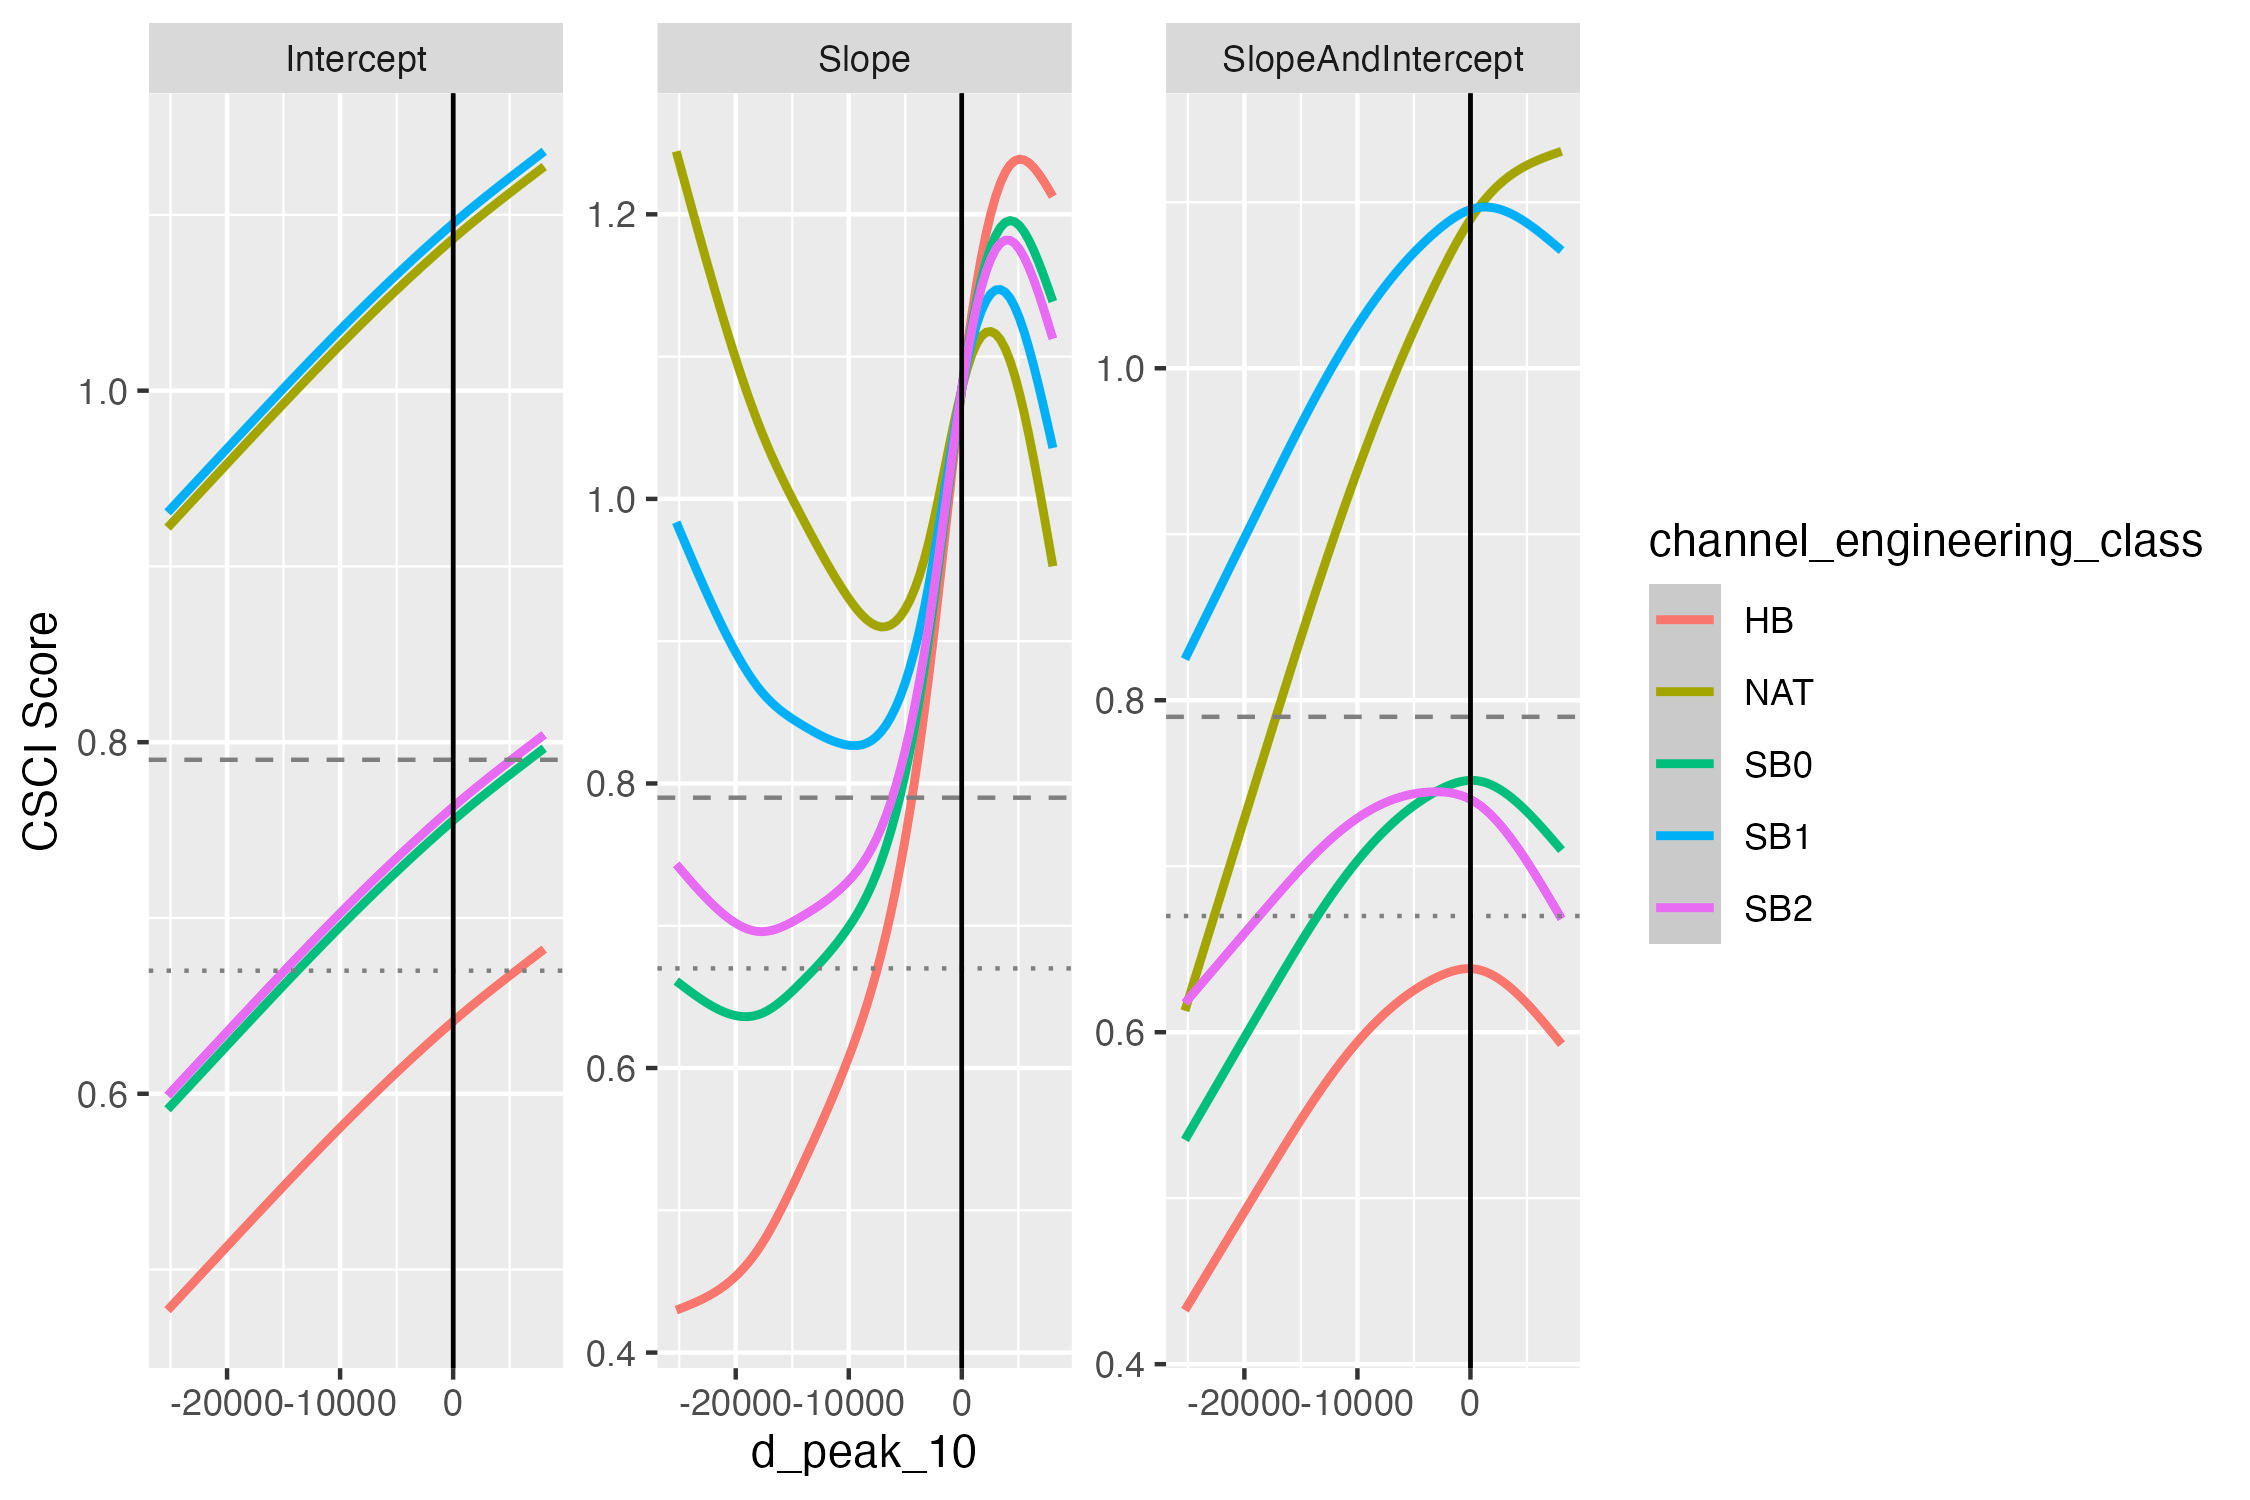 Intercept
Slope
SlopeAndIntercept
CSCI Score
1.0
0.8
0.6
1.2
1.0
0.8
0.6
0.4
1.0
0.8
0.6
0.4
-20000 -10000 0
-20000 -10000 0
-20000 -10000 0
d_peak_10
channel_engineering_class
HB
NAT
SB0
SB1
SB2